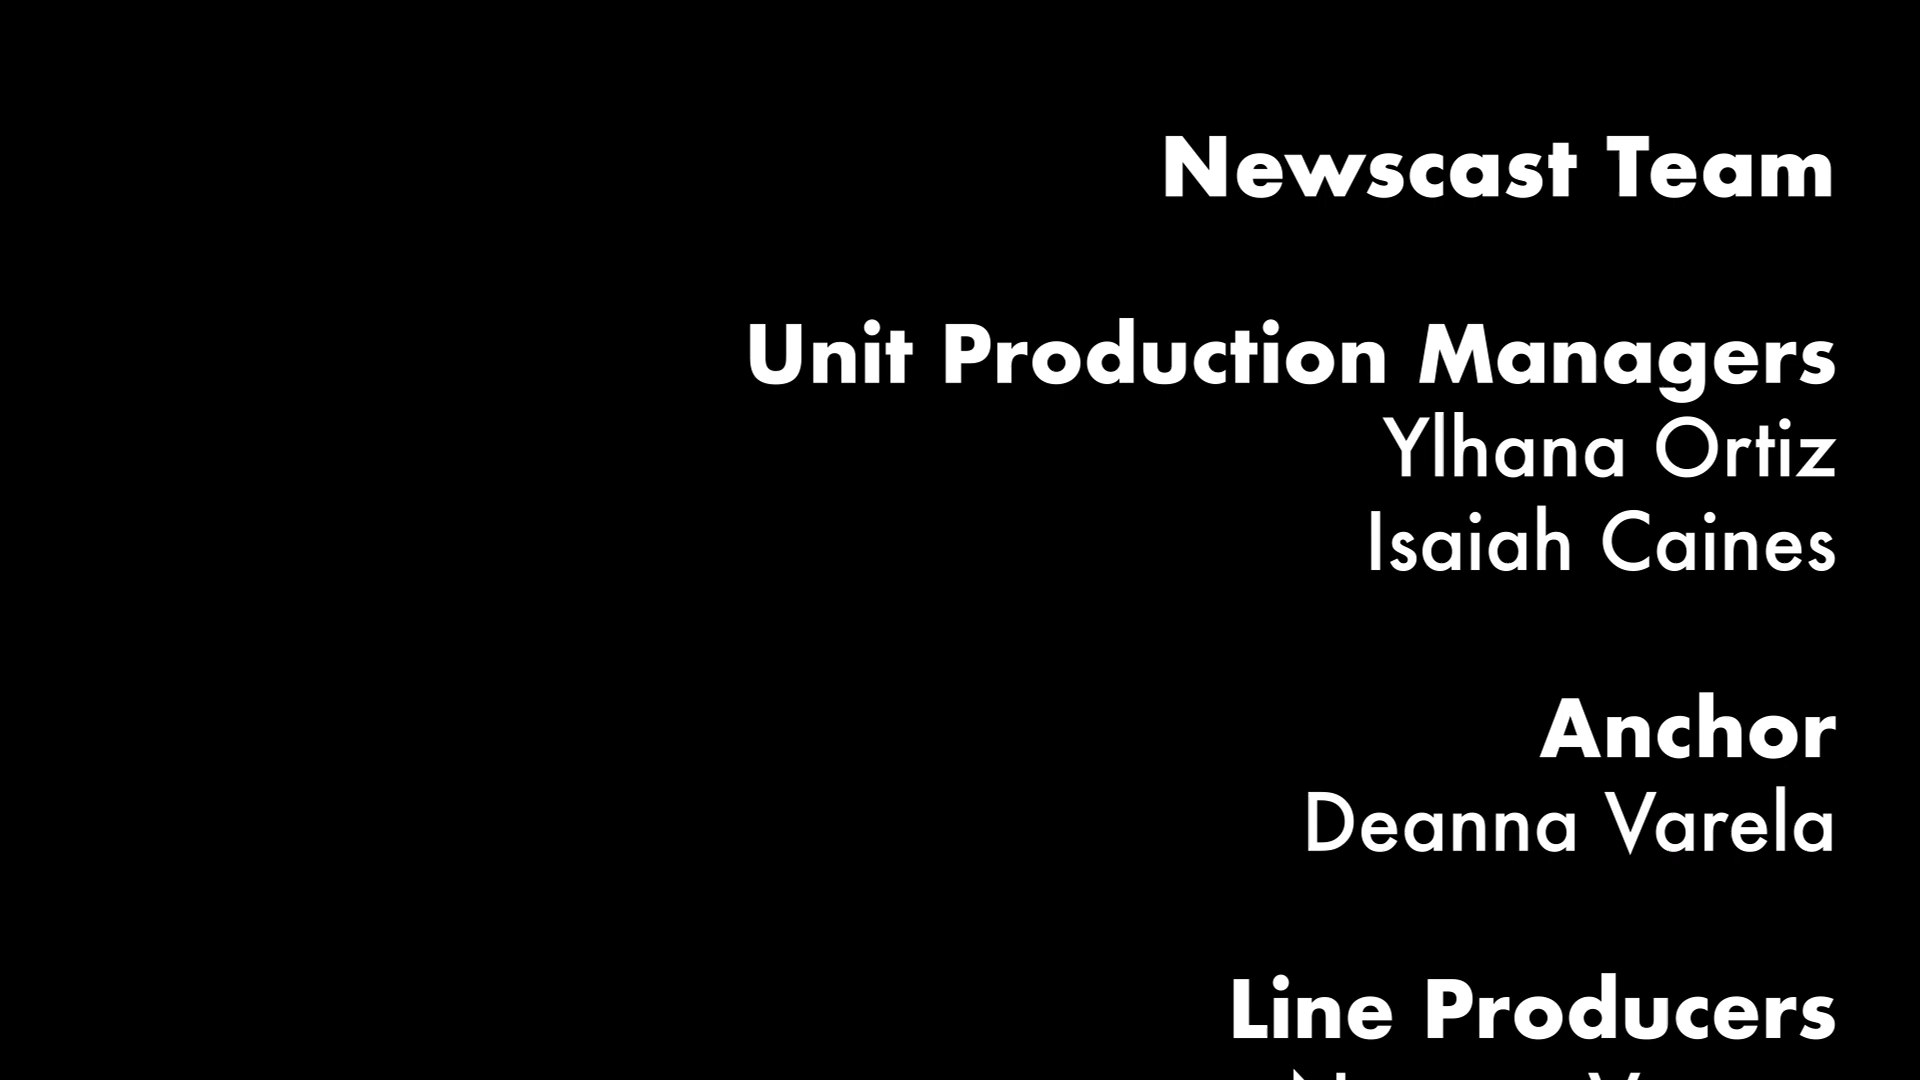 Newscast Team
Unit Production Managers
Ylhana Ortiz
Isaiah Caines
Anchor
Deanna Varela
Line Producers